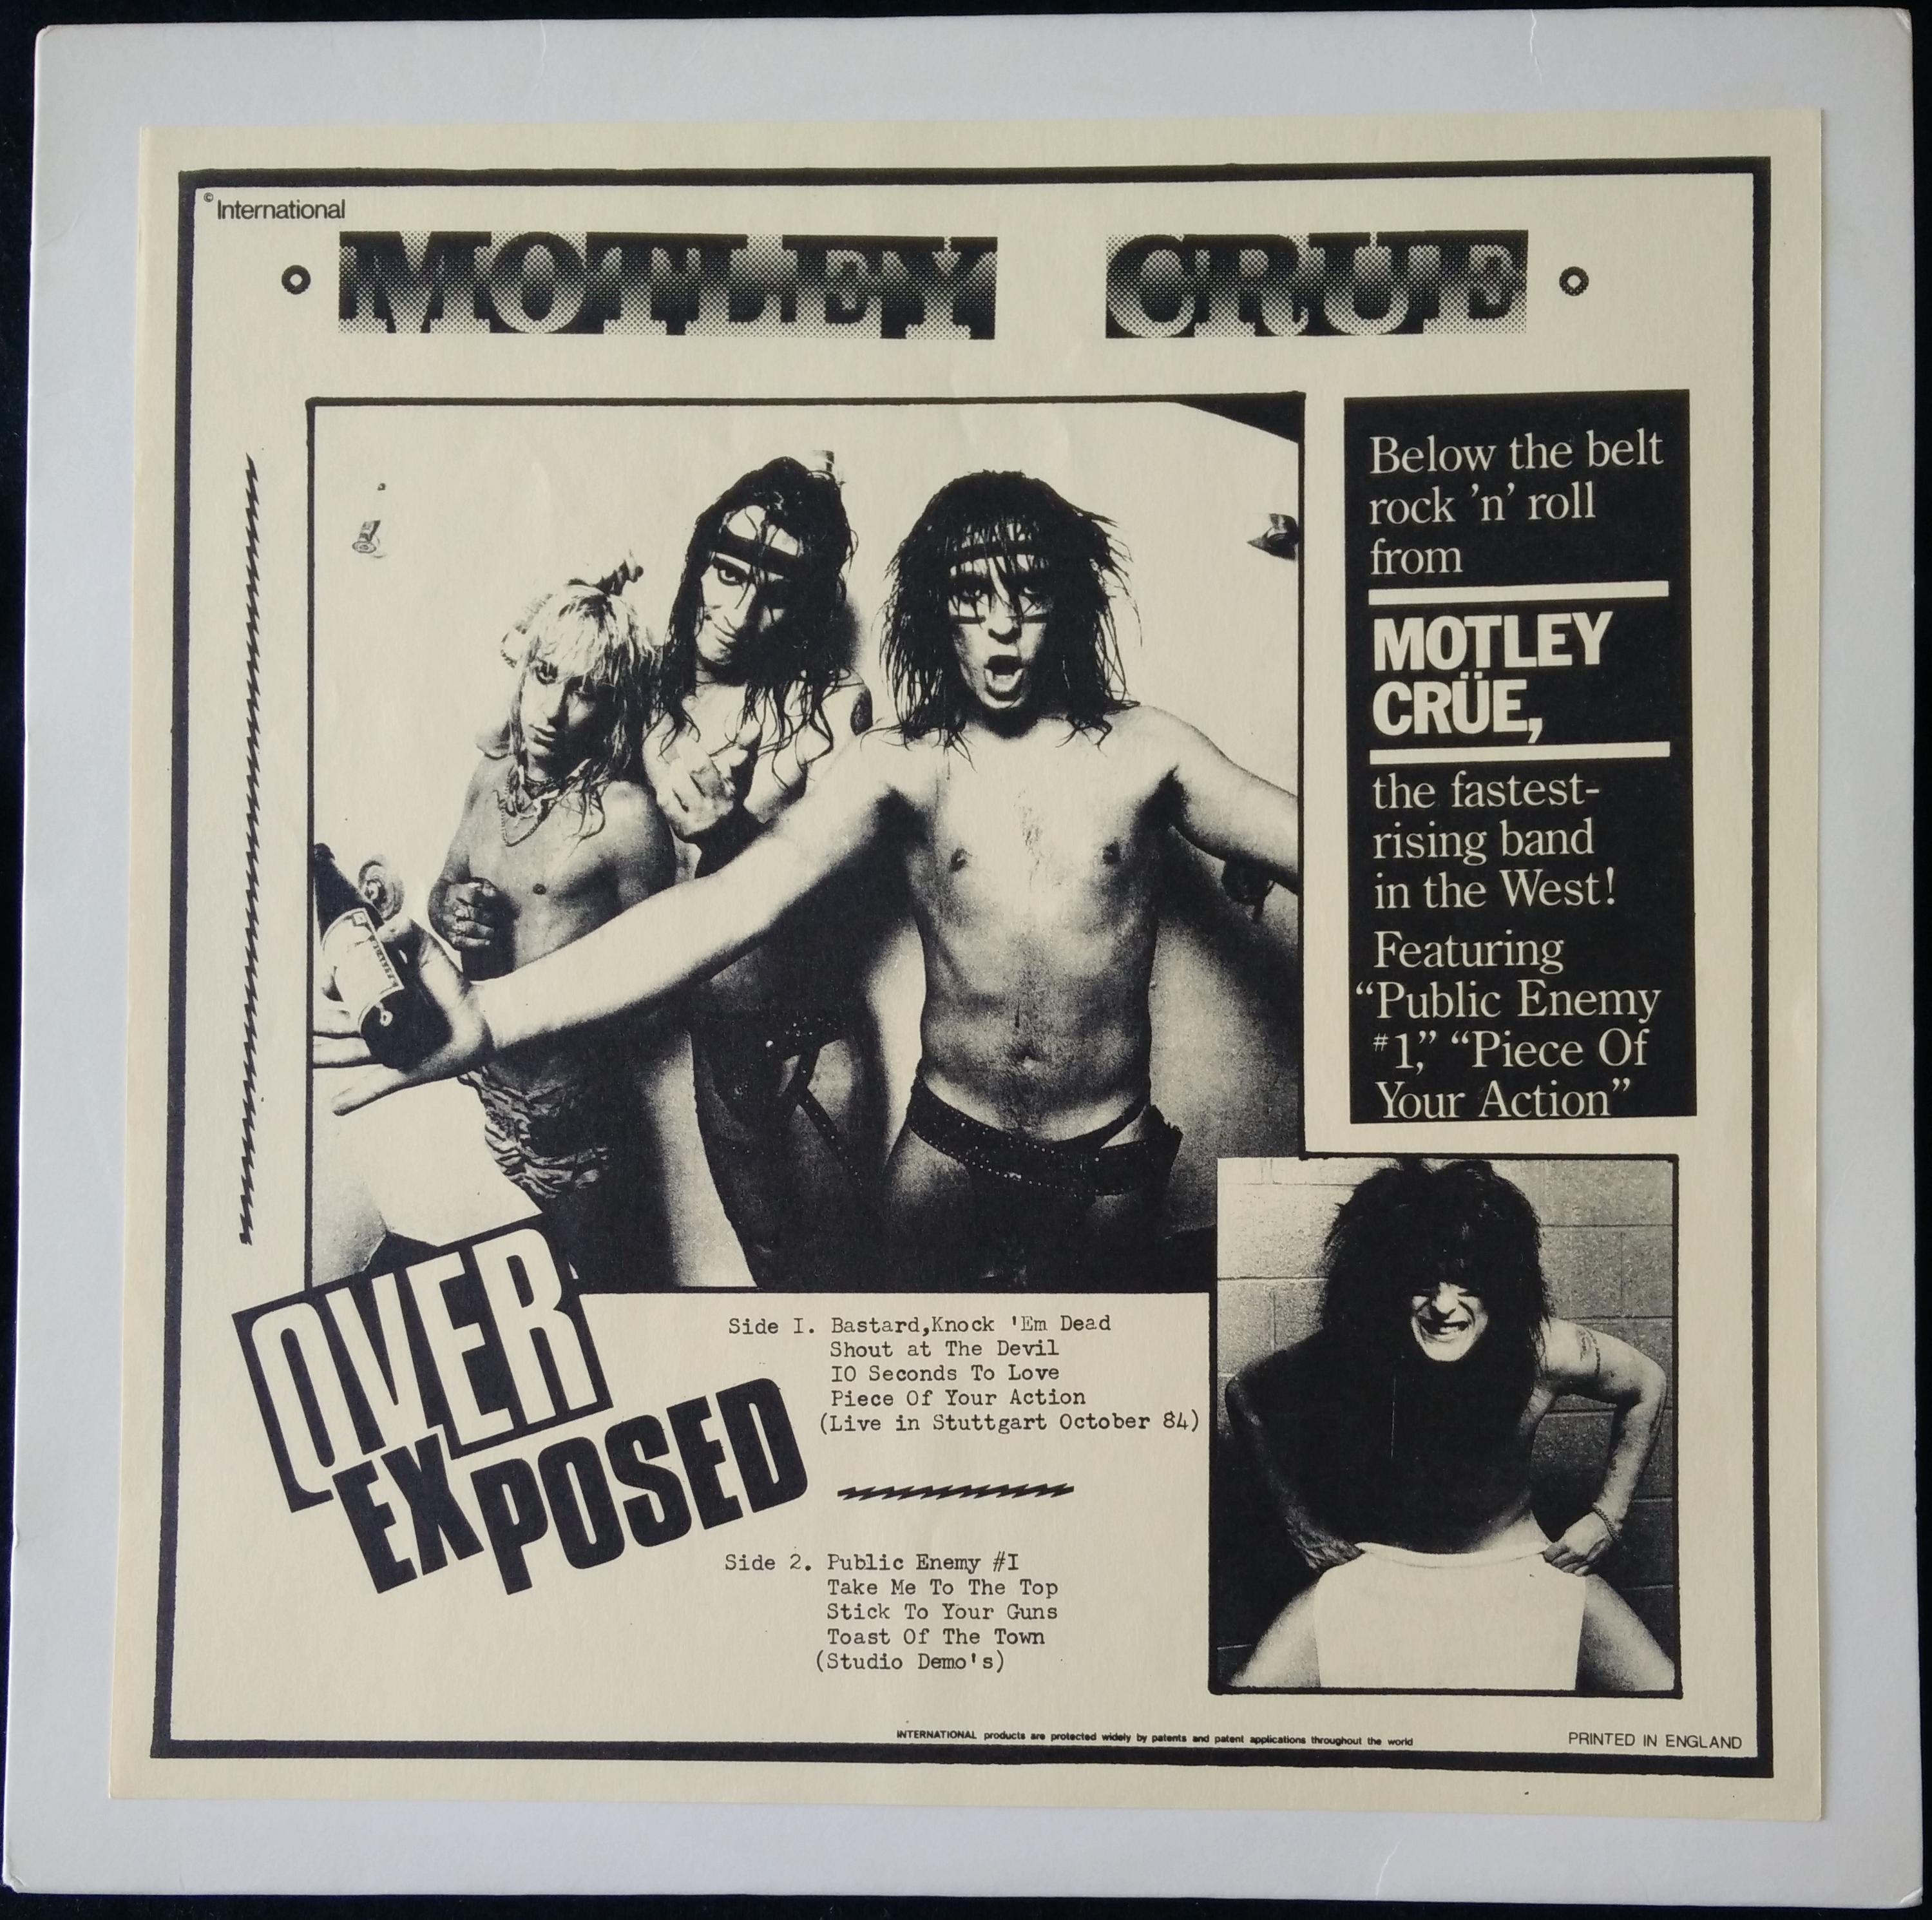 © International
MOTLEY CRUE
Below the belt
rock 'n' roll
from
MOTLEY
CRÜE,
the fastest-
rising band
in the West!
Featuring
“Public Enemy
#1,” “Piece Of
Your Action”
OVER
EXPOSED
Side I. Bastard,Knock 'Em Dead
Shout at The Devil
IO Seconds To Love
Piece Of Your Action
(Live in Stuttgart October 84)
Side 2. Public Enemy #I
Take Me To The Top
Stick To Your Guns
Toast Of The Town
(Studio Demo's)
INTERNATIONAL products are protected widely by patents and patent applications throughout the world
PRINTED IN ENGLAND